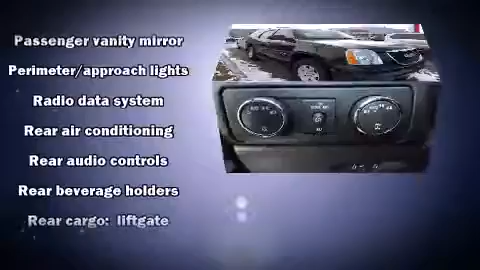 Passenger vanity mirror
Perimeter/approach lights
Radio data system
Rear air conditioning
Rear audio controls
Rear beverage holders
Rear cargo:  liftgate